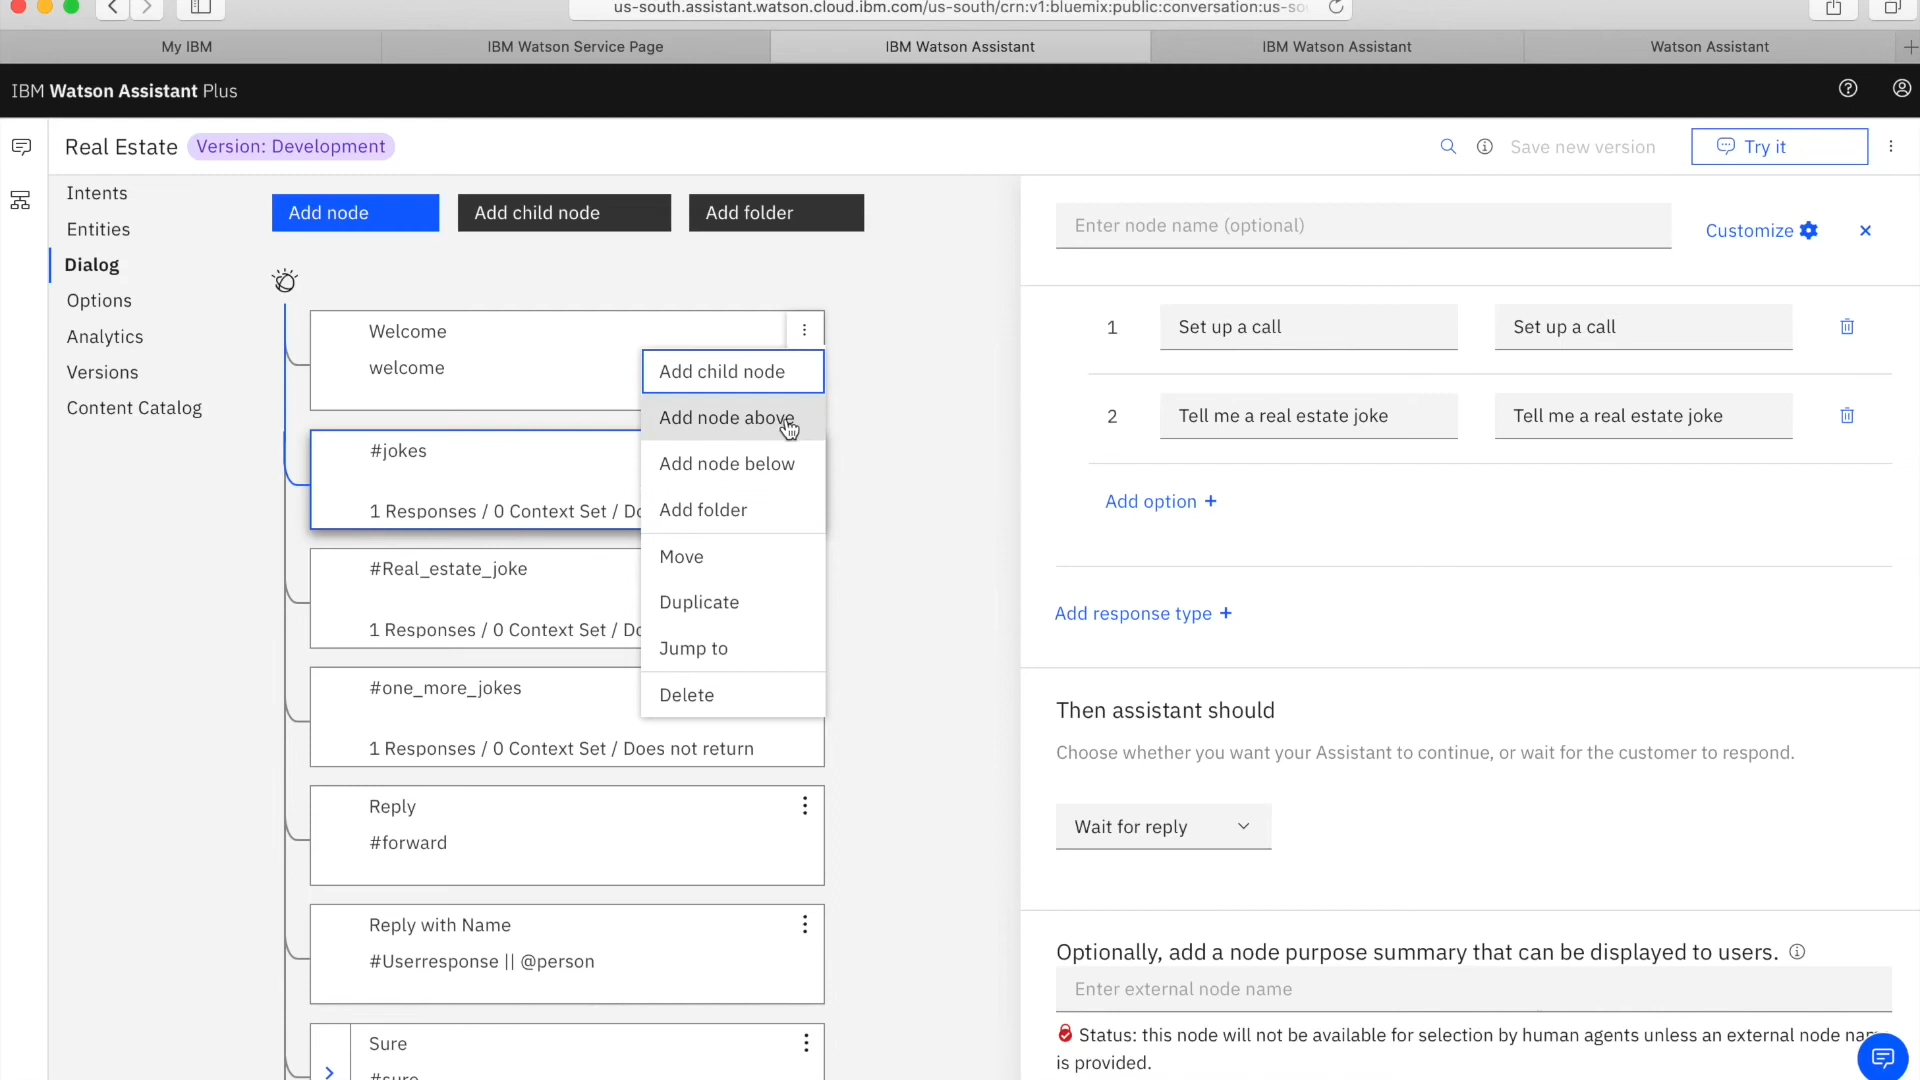 us-south.assistant.watson.cloud.ibm.com/us-south/crn:v1:bluemix:public:conversation:us-so
My IBM
IBM Watson Service Page
IBM Watson Assistant
IBM Watson Assistant
Watson Assistant
IBM Watson Assistant Plus
Real Estate
Version: Development
Save new version
Try it
Intents
Entities
Dialog
Options
Analytics
Versions
Content Catalog
Add node
Add child node
Add folder
Welcome
welcome
#jokes
1 Responses / 0 Context Set / Do
#Real_estate_joke
1 Responses / 0 Context Set / Do
#one_more_jokes
1 Responses / 0 Context Set / Does not return
Reply
#forward
Reply with Name
#Userresponse || @person
Sure
#sure
Add child node
Add node above
Add node below
Add folder
Move
Duplicate
Jump to
Delete
Enter node name (optional)
Customize
1
Set up a call
Set up a call
2
Tell me a real estate joke
Tell me a real estate joke
Add option +
Add response type +
Then assistant should
Choose whether you want your Assistant to continue, or wait for the customer to respond.
Wait for reply
Optionally, add a node purpose summary that can be displayed to users.
Enter external node name
Status: this node will not be available for selection by human agents unless an external node name
is provided.